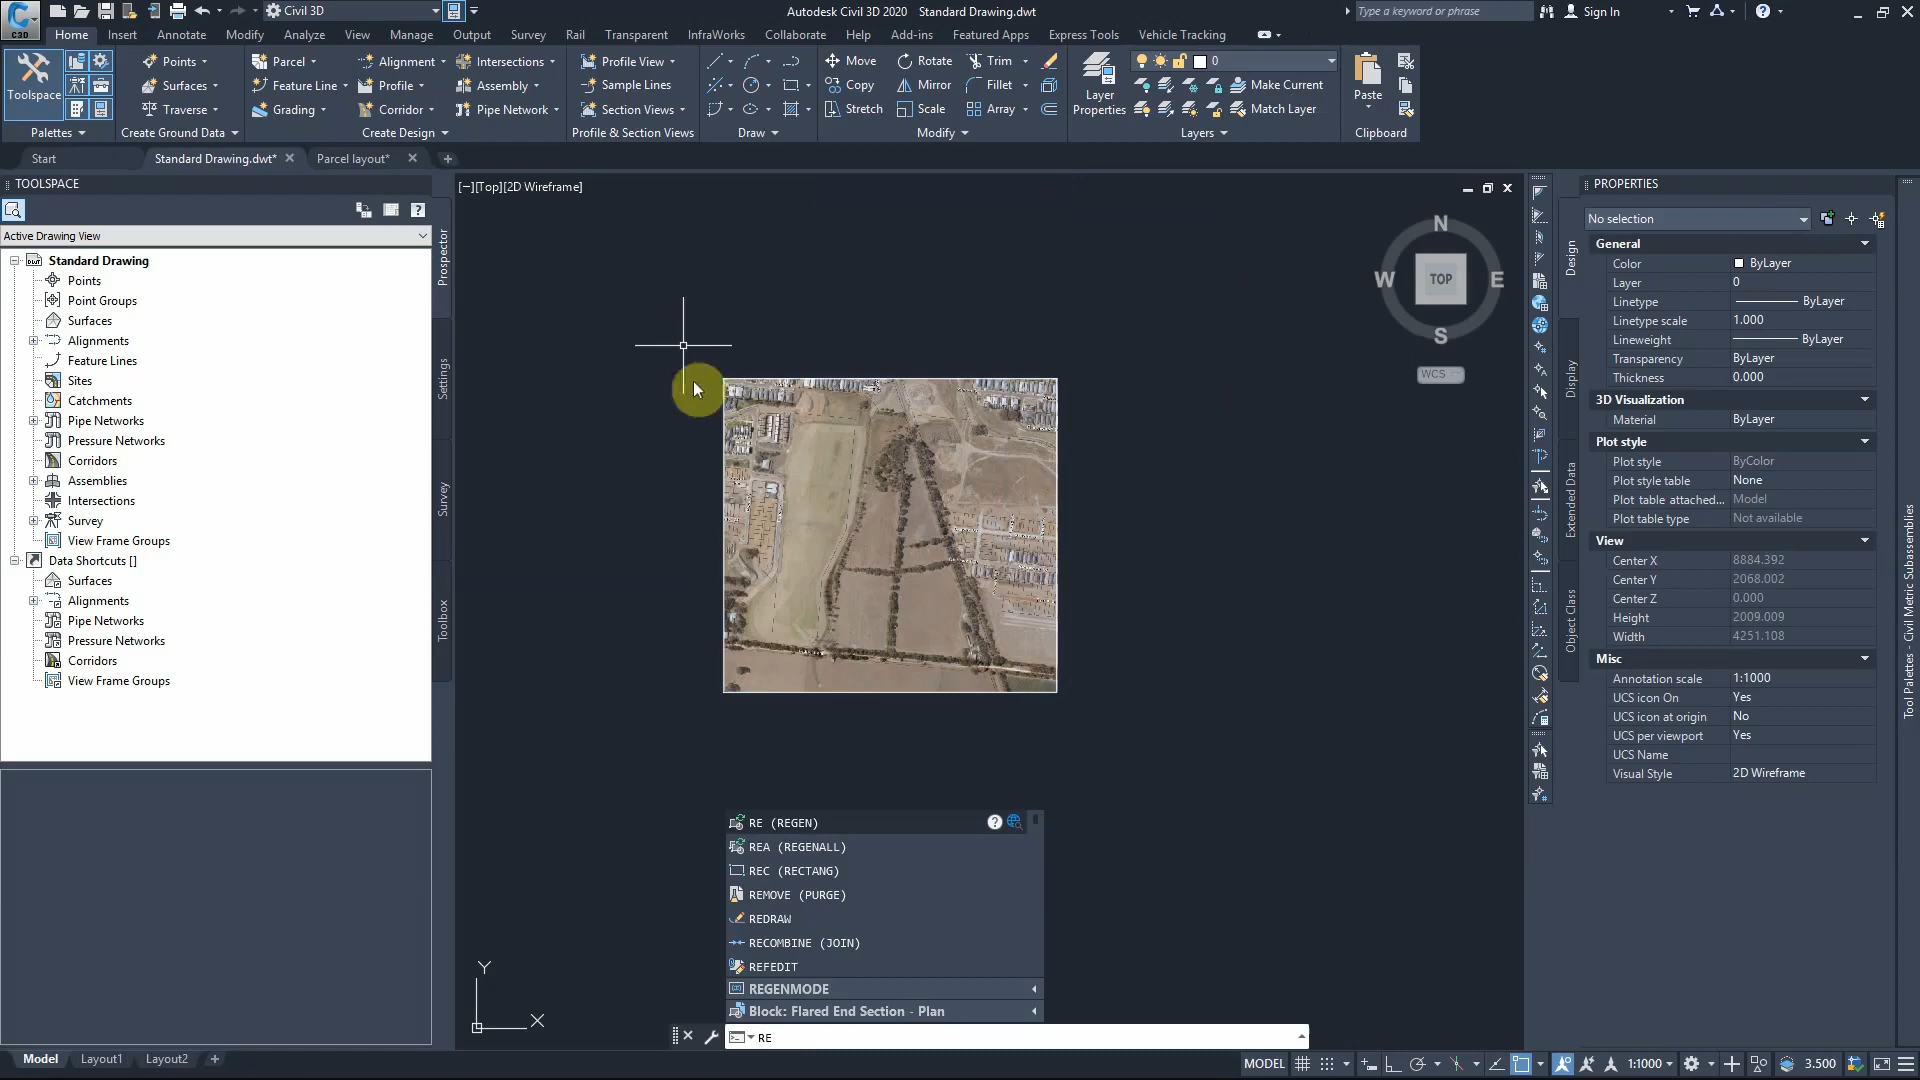 C3D
Civil 3D
Autodesk Civil 3D 2020 Standard Drawing.dwt
Type a keyword or phrase
Sign In
Home Insert Annotate Modify Analyze View Manage Output Survey Rail Transparent InfraWorks Collaborate Help Add-ins Featured Apps Express Tools Vehicle Tracking
Points Parcel Alignment Intersections Profile View Move Rotate Trim 0
Toolspace Surfaces Feature Line Profile Assembly Sample Lines Copy Mirror Fillet Layer Properties Make Current Paste
Traverse Grading Corridor Pipe Network Section Views Stretch Scale Array Match Layer
Palettes Create Ground Data Create Design Profile & Section Views Draw Modify Layers Clipboard
Start Standard Drawing.dwt* Parcel layout*
TOOLSPACE
Active Drawing View
Standard Drawing
Points
Point Groups
Surfaces
Alignments
Feature Lines
Sites
Catchments
Pipe Networks
Pressure Networks
Corridors
Assemblies
Intersections
Survey
View Frame Groups
Data Shortcuts []
Surfaces
Alignments
Pipe Networks
Pressure Networks
Corridors
View Frame Groups
Prospector
Settings
Survey
Toolbox
[−][Top][2D Wireframe]
N
W TOP E
S
WCS
RE (REGEN)
REA (REGENALL)
REC (RECTANG)
REMOVE (PURGE)
REDRAW
RECOMBINE (JOIN)
REFEDIT
REGENMODE
Block: Flared End Section - Plan
RE
Y
X
Design
Display
Extended Data
Object Class
PROPERTIES
No selection
General
Color ByLayer
Layer 0
Linetype ByLayer
Linetype scale 1.000
Lineweight ByLayer
Transparency ByLayer
Thickness 0.000
3D Visualization
Material ByLayer
Plot style
Plot style ByColor
Plot style table None
Plot table attached... Model
Plot table type Not available
View
Center X 8884.392
Center Y 2068.002
Center Z 0.000
Height 2009.009
Width 4251.108
Misc
Annotation scale 1:1000
UCS icon On Yes
UCS icon at origin No
UCS per viewport Yes
UCS Name
Visual Style 2D Wireframe
Tool Palettes - Civil Metric Subassemblies
Model Layout1 Layout2
MODEL 1:1000 3.500